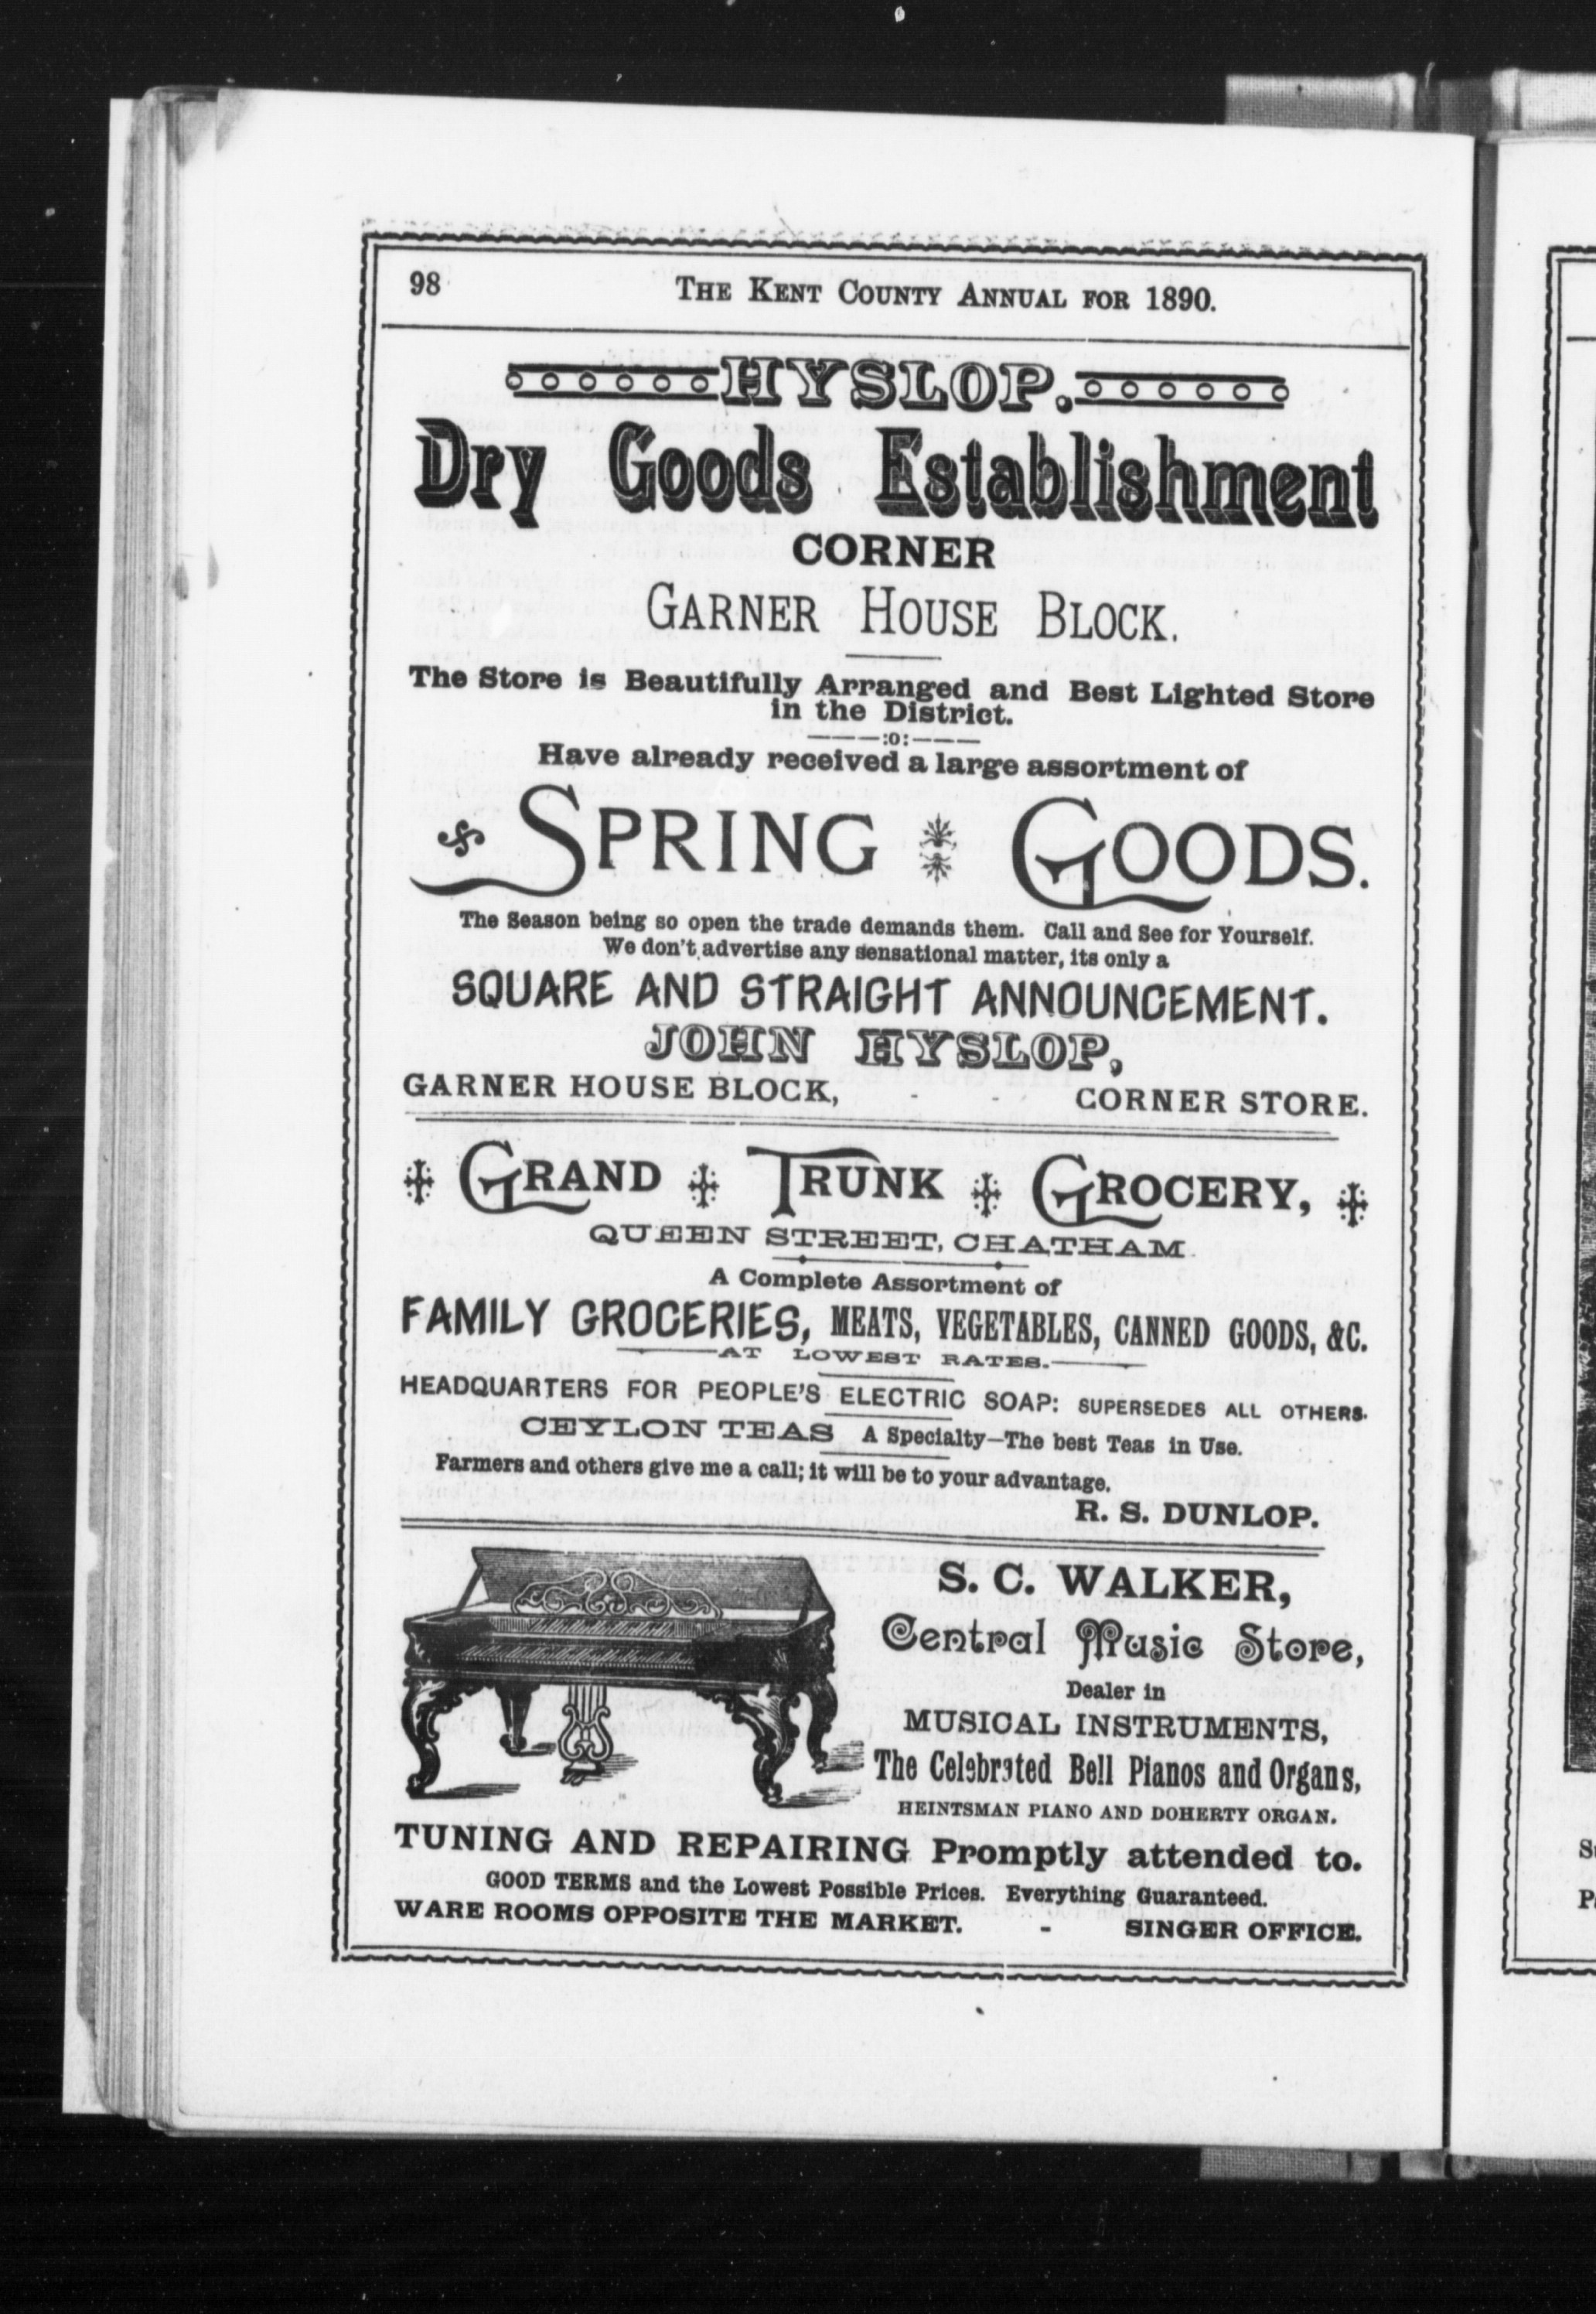 98
THE KENT COUNTY ANNUAL FOR 1890.
HYSLOP.
Dry Goods Establishment
CORNER
GARNER HOUSE BLOCK.
The Store is Beautifully Arranged and Best Lighted Store
in the District.
———:o:———
Have already received a large assortment of
SPRING GOODS.
The Season being so open the trade demands them. Call and See for Yourself.
We don't advertise any sensational matter, its only a
SQUARE AND STRAIGHT ANNOUNCEMENT.
JOHN HYSLOP,
GARNER HOUSE BLOCK, - - CORNER STORE.
GRAND TRUNK GROCERY,
QUEEN STREET, CHATHAM.
A Complete Assortment of
FAMILY GROCERIES, MEATS, VEGETABLES, CANNED GOODS, &C.
AT LOWEST RATES.
HEADQUARTERS FOR PEOPLE'S ELECTRIC SOAP: SUPERSEDES ALL OTHERS.
CEYLON TEAS A Specialty—The best Teas in Use.
Farmers and others give me a call; it will be to your advantage.
R. S. DUNLOP.
S. C. WALKER,
Central Music Store,
Dealer in
MUSICAL INSTRUMENTS,
The Celebrated Bell Pianos and Organs,
HEINTSMAN PIANO AND DOHERTY ORGAN.
TUNING AND REPAIRING Promptly attended to.
GOOD TERMS and the Lowest Possible Prices. Everything Guaranteed.
WARE ROOMS OPPOSITE THE MARKET. - SINGER OFFICE.